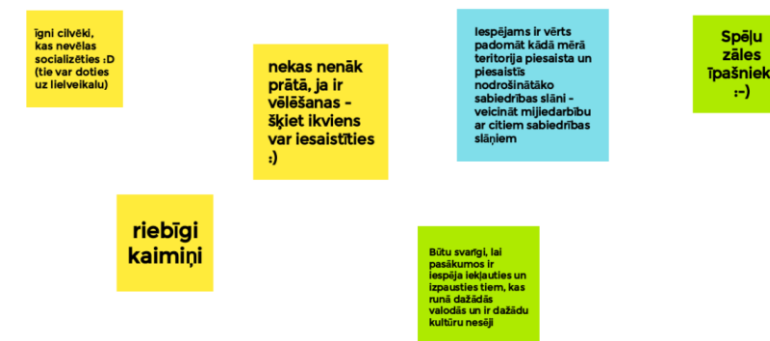 īgni cilvēki,
kas nevēlas
socializēties :D
(tie var doties
uz lielveikalu)
nekas nenāk
prātā, ja ir
vēlēšanas -
šķiet ikviens
var iesaistīties
:)
Iespējams ir vērts
padomāt kādā mērā
teritorija piesaista un
piesaistīs
nodrošinātāko
sabiedrības slāni -
veicināt mijiedarbību
ar citiem sabiedrības
slāņiem
Spēļu
zāles
īpašniek
:-)
riebīgi
kaimiņi
Būtu svarīgi, lai
pasākumos ir
iespēja iekļauties un
izpausties tiem, kas
runā dažādās
valodās un ir dažādu
kultūru nesēji